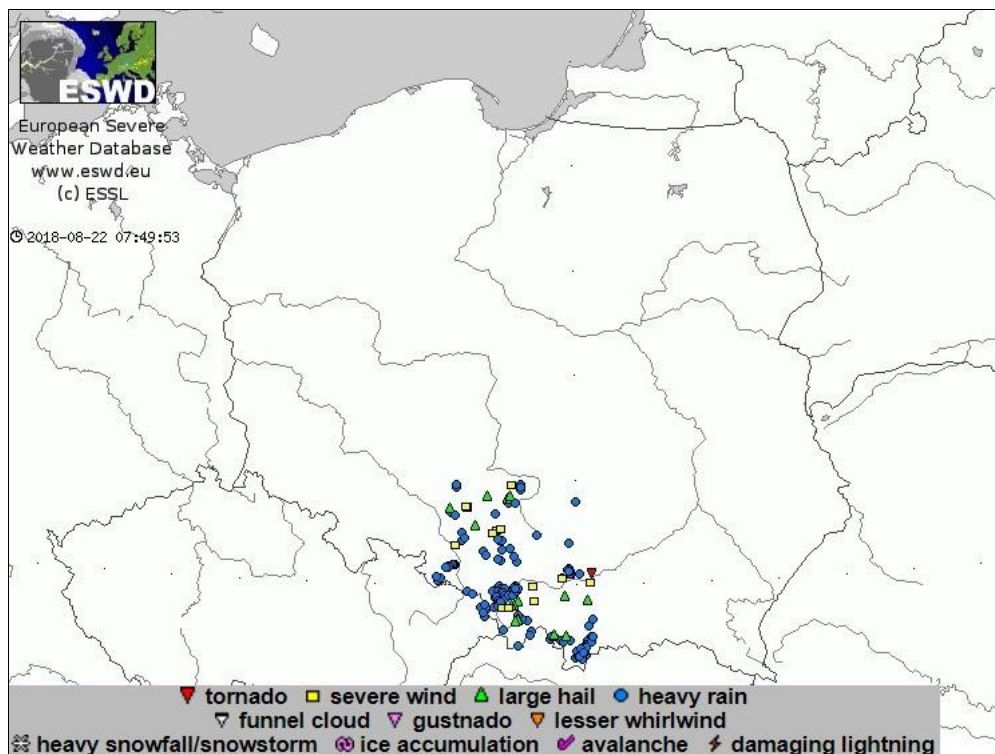 ESWD
European Severe
Weather Database
www.eswd.eu
(c) ESSL
2018-08-22 07:49:53
tornado severe wind large hail heavy rain
funnel cloud gustnado lesser whirlwind
heavy snowfall/snowstorm ice accumulation avalanche damaging lightning